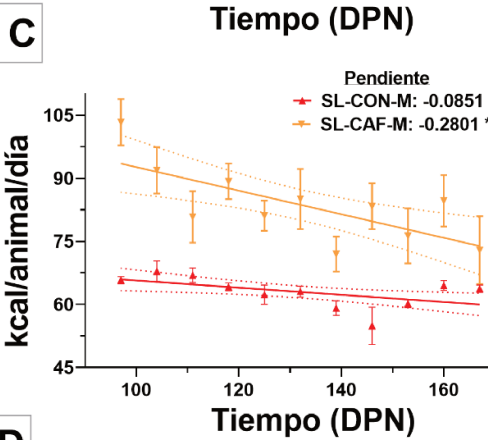 Tiempo (DPN)
C
Pendiente
SL-CON-M: -0.0851
SL-CAF-M: -0.2801 *
kcal/animal/día
105
90
75
60
45
100 120 140 160
Tiempo (DPN)